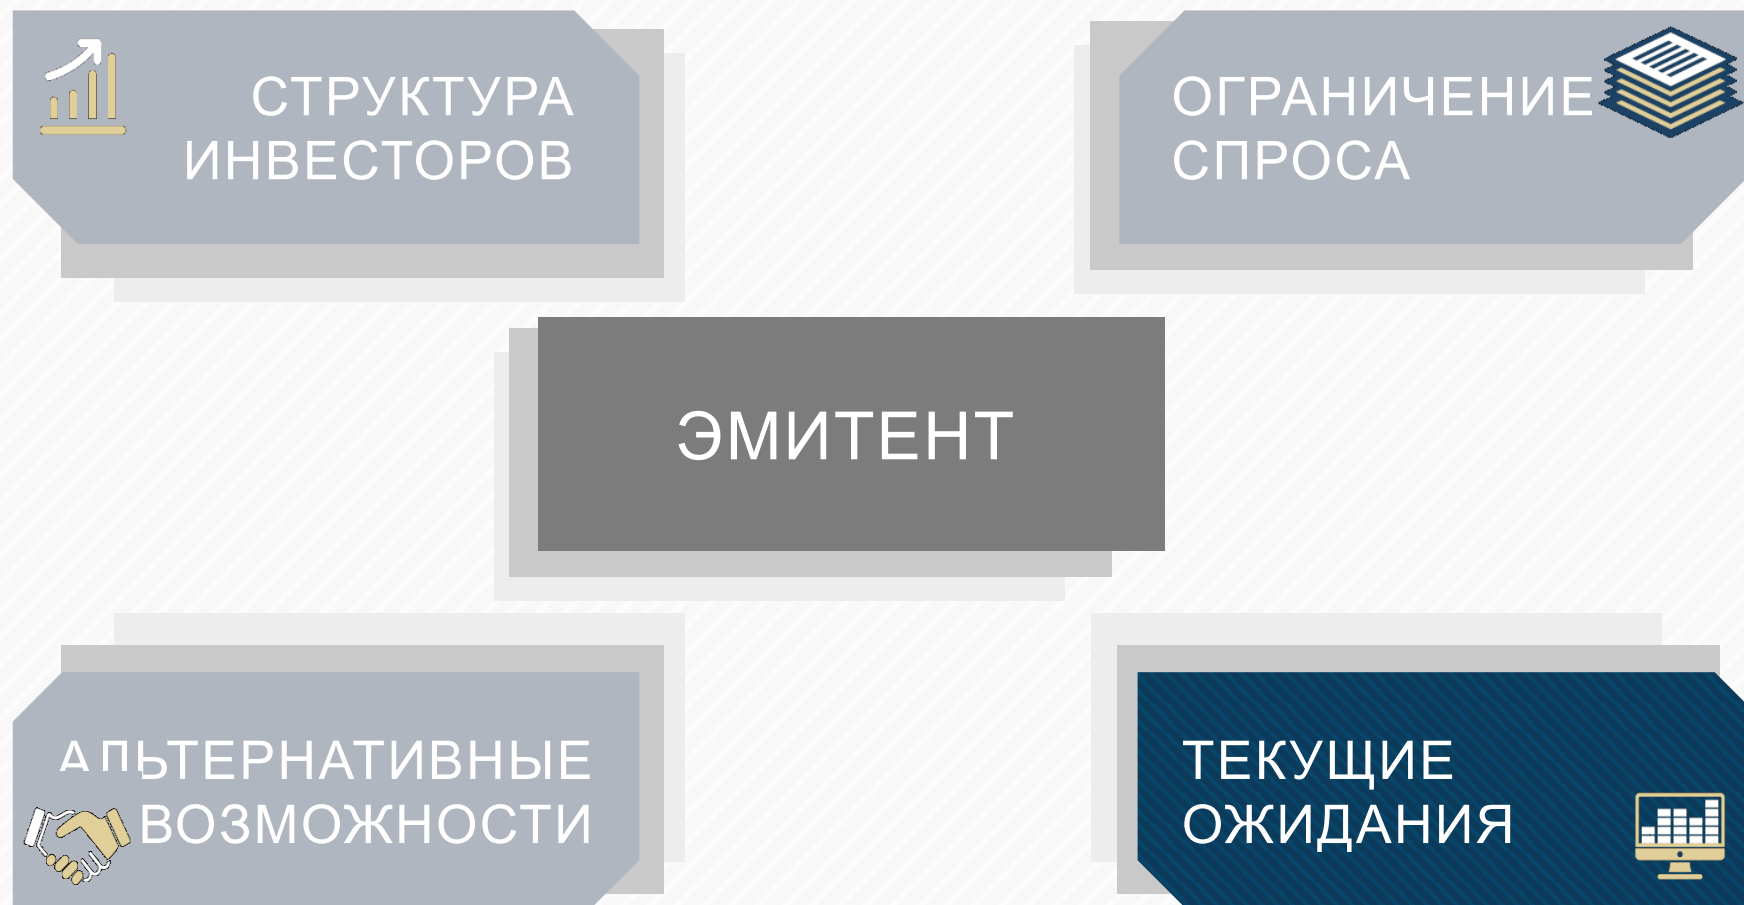 СТРУКТУРА
ИНВЕСТОРОВ
ОГРАНИЧЕНИЕ
СПРОСА
ЭМИТЕНТ
АЛЬТЕРНАТИВНЫЕ
ВОЗМОЖНОСТИ
ТЕКУЩИЕ
ОЖИДАНИЯ